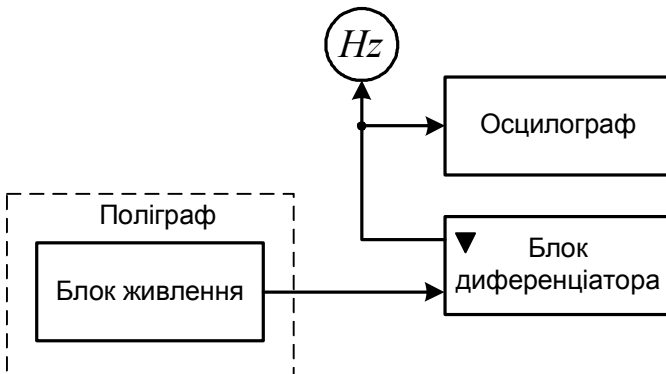 Hz
Осцилограф
Поліграф
Блок живлення
Блок
диференціатора